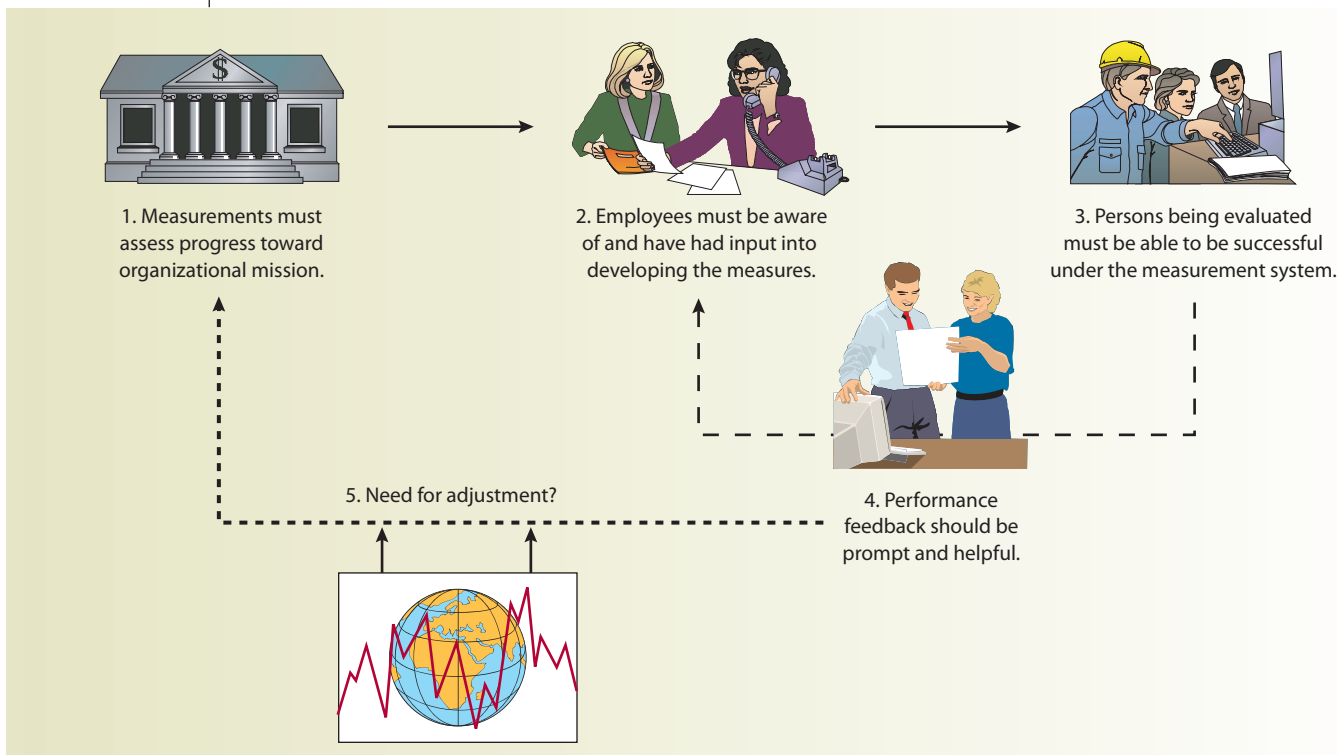 $
1. Measurements must
assess progress toward
organizational mission.
2. Employees must be aware
of and have had input into
developing the measures.
3. Persons being evaluated
must be able to be successful
under the measurement system.
4. Performance
feedback should be
prompt and helpful.
5. Need for adjustment?